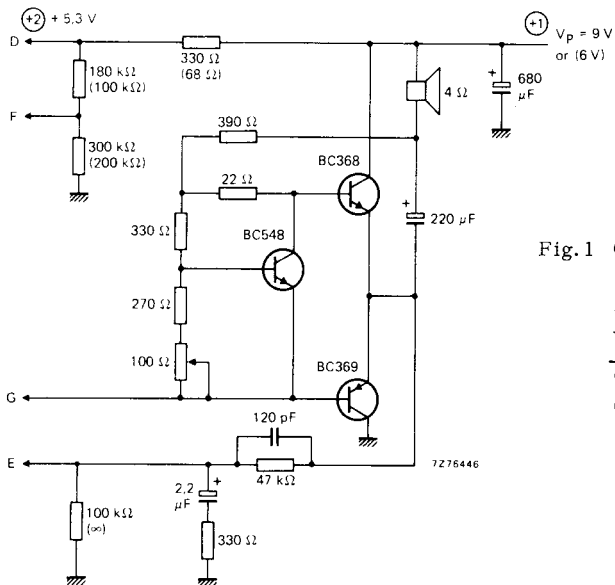 +2 + 5,3 V
+1
D
330 Ω
(68 Ω)
VP = 9 V
or (6 V)
180 kΩ
(100 kΩ)
680
μF
+
4 Ω
F
390 Ω
300 kΩ
(200 kΩ)
BC368
22 Ω
+
BC548
330 Ω
220 μF
Fig. 1
270 Ω
BC369
100 Ω
G
120 pF
E
7Z76446
47 kΩ
+
2,2
μF
100 kΩ
(∞)
330 Ω